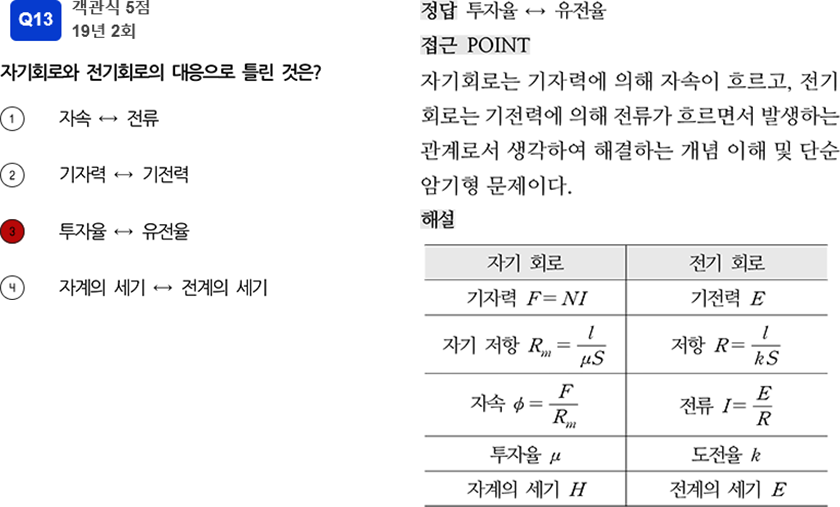 Q13
객관식 5점
19년 2회
자기회로와 전기회로의 대응으로 틀린 것은?
1 자속 ↔ 전류
2 기자력 ↔ 기전력
3 투자율 ↔ 유전율
4 자계의 세기 ↔ 전계의 세기
정답 투자율 ↔ 유전율
접근 POINT
자기회로는 기자력에 의해 자속이 흐르고, 전기
회로는 기전력에 의해 전류가 흐르면서 발생하는
관계로서 생각하여 해결하는 개념 이해 및 단순
암기형 문제이다.
해설
자기 회로 전기 회로
기자력 F=NI 기전력 E
자기 저항 Rm = l/μS 저항 R = l/kS
자속 ϕ = F/Rm 전류 I = E/R
투자율 μ 도전율 k
자계의 세기 H 전계의 세기 E